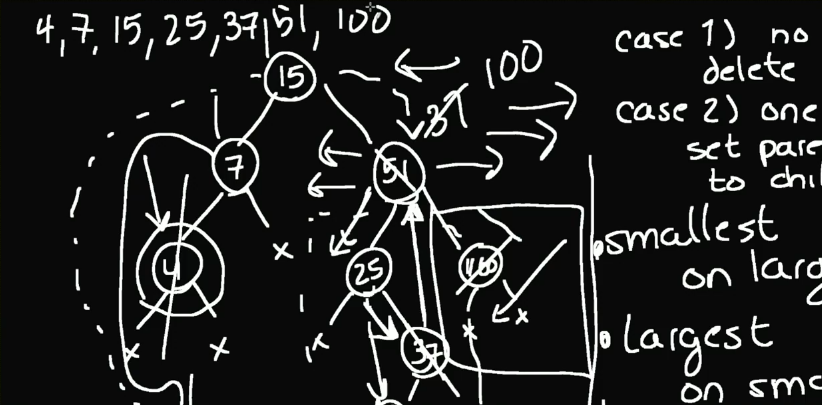 4, 7, 15, 25, 37, 51, 100
15
100
37
7
51
4
25
100
37
x
x
x
x
x
x
case 1) no
delete
case 2) one
set pare
to chil
smallest
on larg
largest
on sma